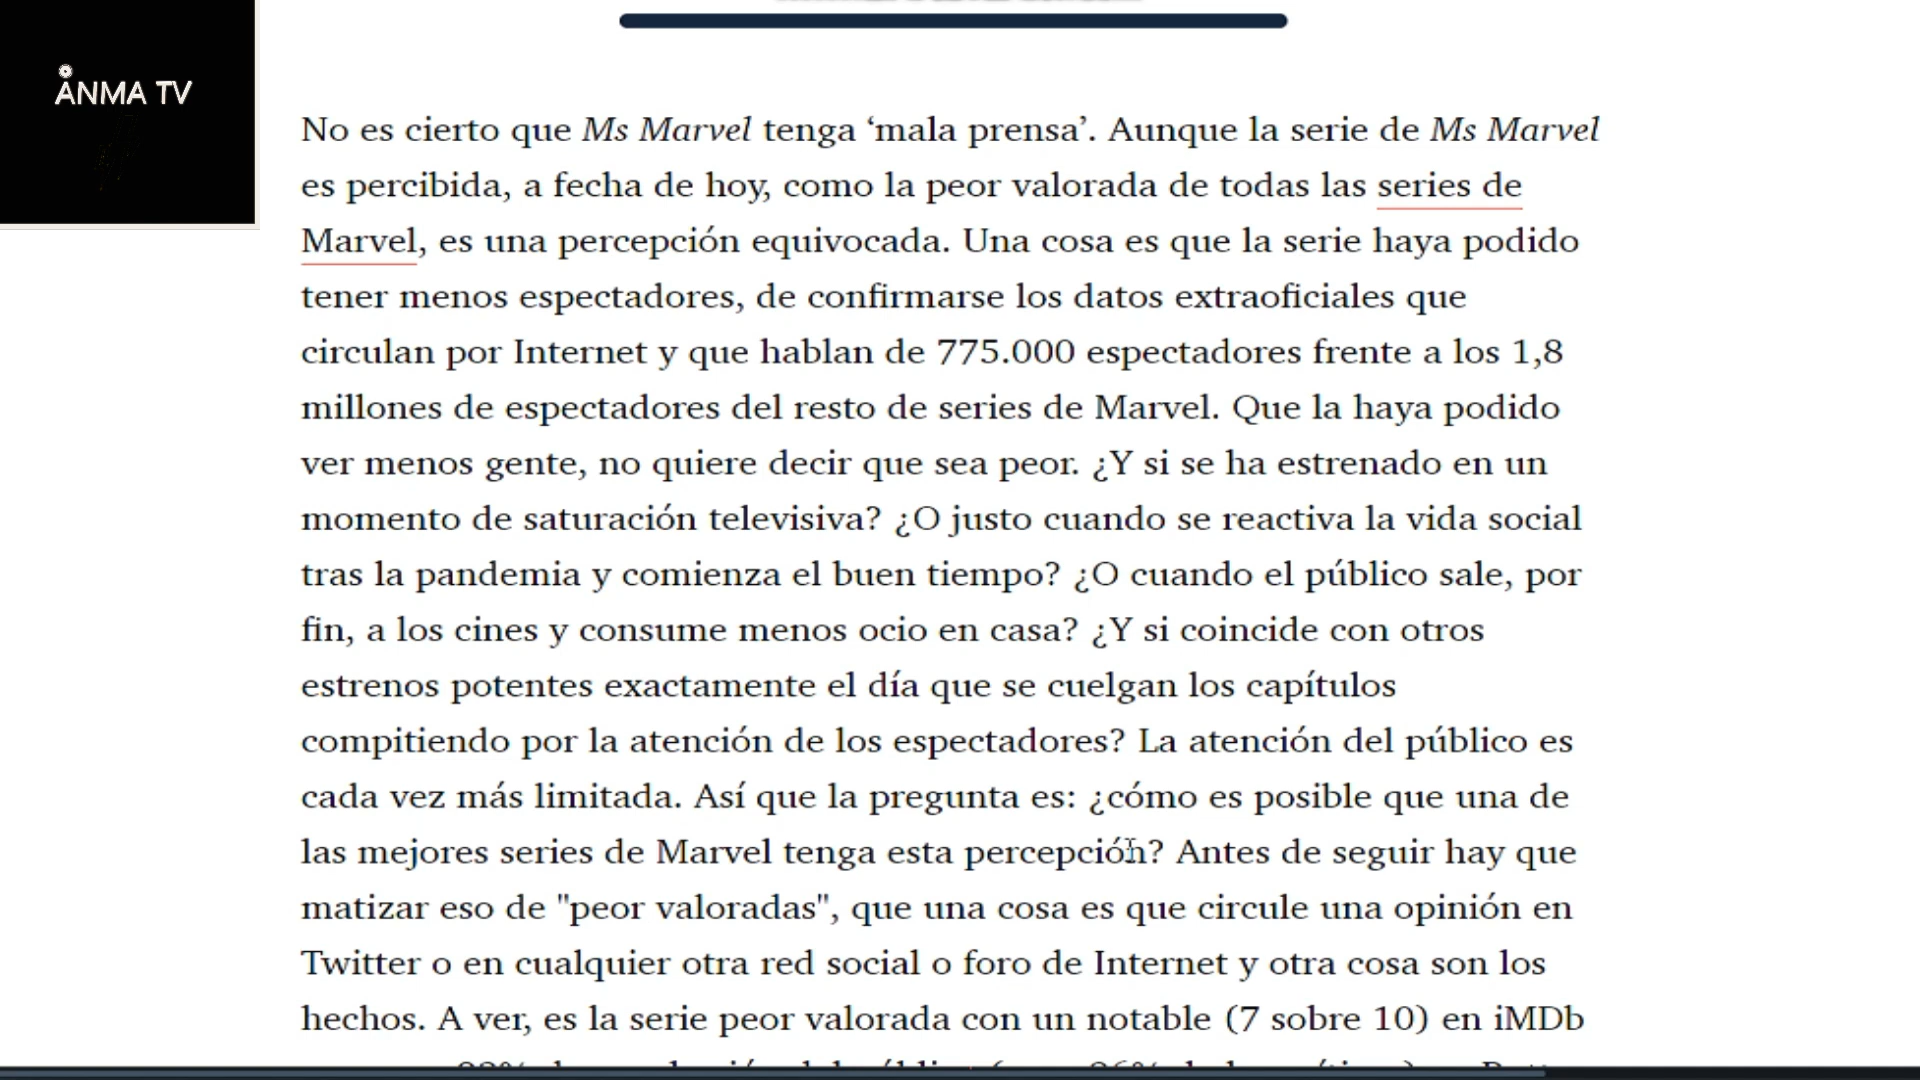 ANMA TV
No es cierto que Ms Marvel tenga ‘mala prensa’. Aunque la serie de Ms Marvel
es percibida, a fecha de hoy, como la peor valorada de todas las series de
Marvel, es una percepción equivocada. Una cosa es que la serie haya podido
tener menos espectadores, de confirmarse los datos extraoficiales que
circulan por Internet y que hablan de 775.000 espectadores frente a los 1,8
millones de espectadores del resto de series de Marvel. Que la haya podido
ver menos gente, no quiere decir que sea peor. ¿Y si se ha estrenado en un
momento de saturación televisiva? ¿O justo cuando se reactiva la vida social
tras la pandemia y comienza el buen tiempo? ¿O cuando el público sale, por
fin, a los cines y consume menos ocio en casa? ¿Y si coincide con otros
estrenos potentes exactamente el día que se cuelgan los capítulos
compitiendo por la atención de los espectadores? La atención del público es
cada vez más limitada. Así que la pregunta es: ¿cómo es posible que una de
las mejores series de Marvel tenga esta percepción? Antes de seguir hay que
matizar eso de "peor valoradas", que una cosa es que circule una opinión en
Twitter o en cualquier otra red social o foro de Internet y otra cosa son los
hechos. A ver, es la serie peor valorada con un notable (7 sobre 10) en iMDb